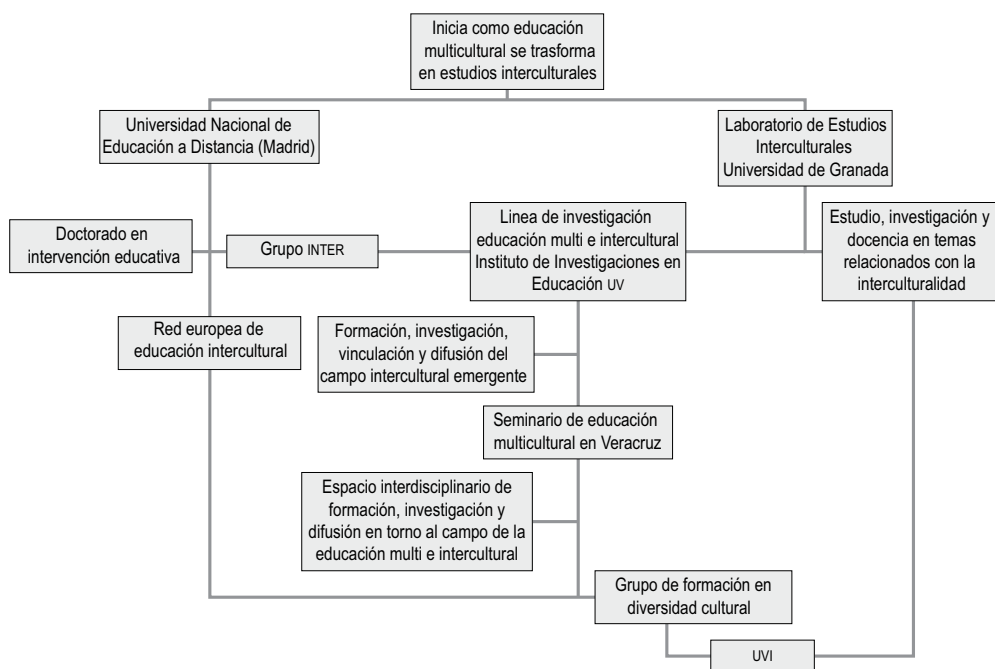 Inicia como educación
multicultural se trasforma
en estudios interculturales
Universidad Nacional de
Educación a Distancia (Madrid)
Laboratorio de Estudios
Interculturales
Universidad de Granada
Doctorado en
intervención educativa
Grupo INTER
Linea de investigación
educación multi e intercultural
Instituto de Investigaciones en
Educación UV
Estudio, investigación y
docencia en temas
relacionados con la
interculturalidad
Red europea de
educación intercultural
Formación, investigación,
vinculación y difusión del
campo intercultural emergente
Seminario de educación
multicultural en Veracruz
Espacio interdisciplinario de
formación, investigación y
difusión en torno al campo de la
educación multi e intercultural
Grupo de formación en
diversidad cultural
UVI